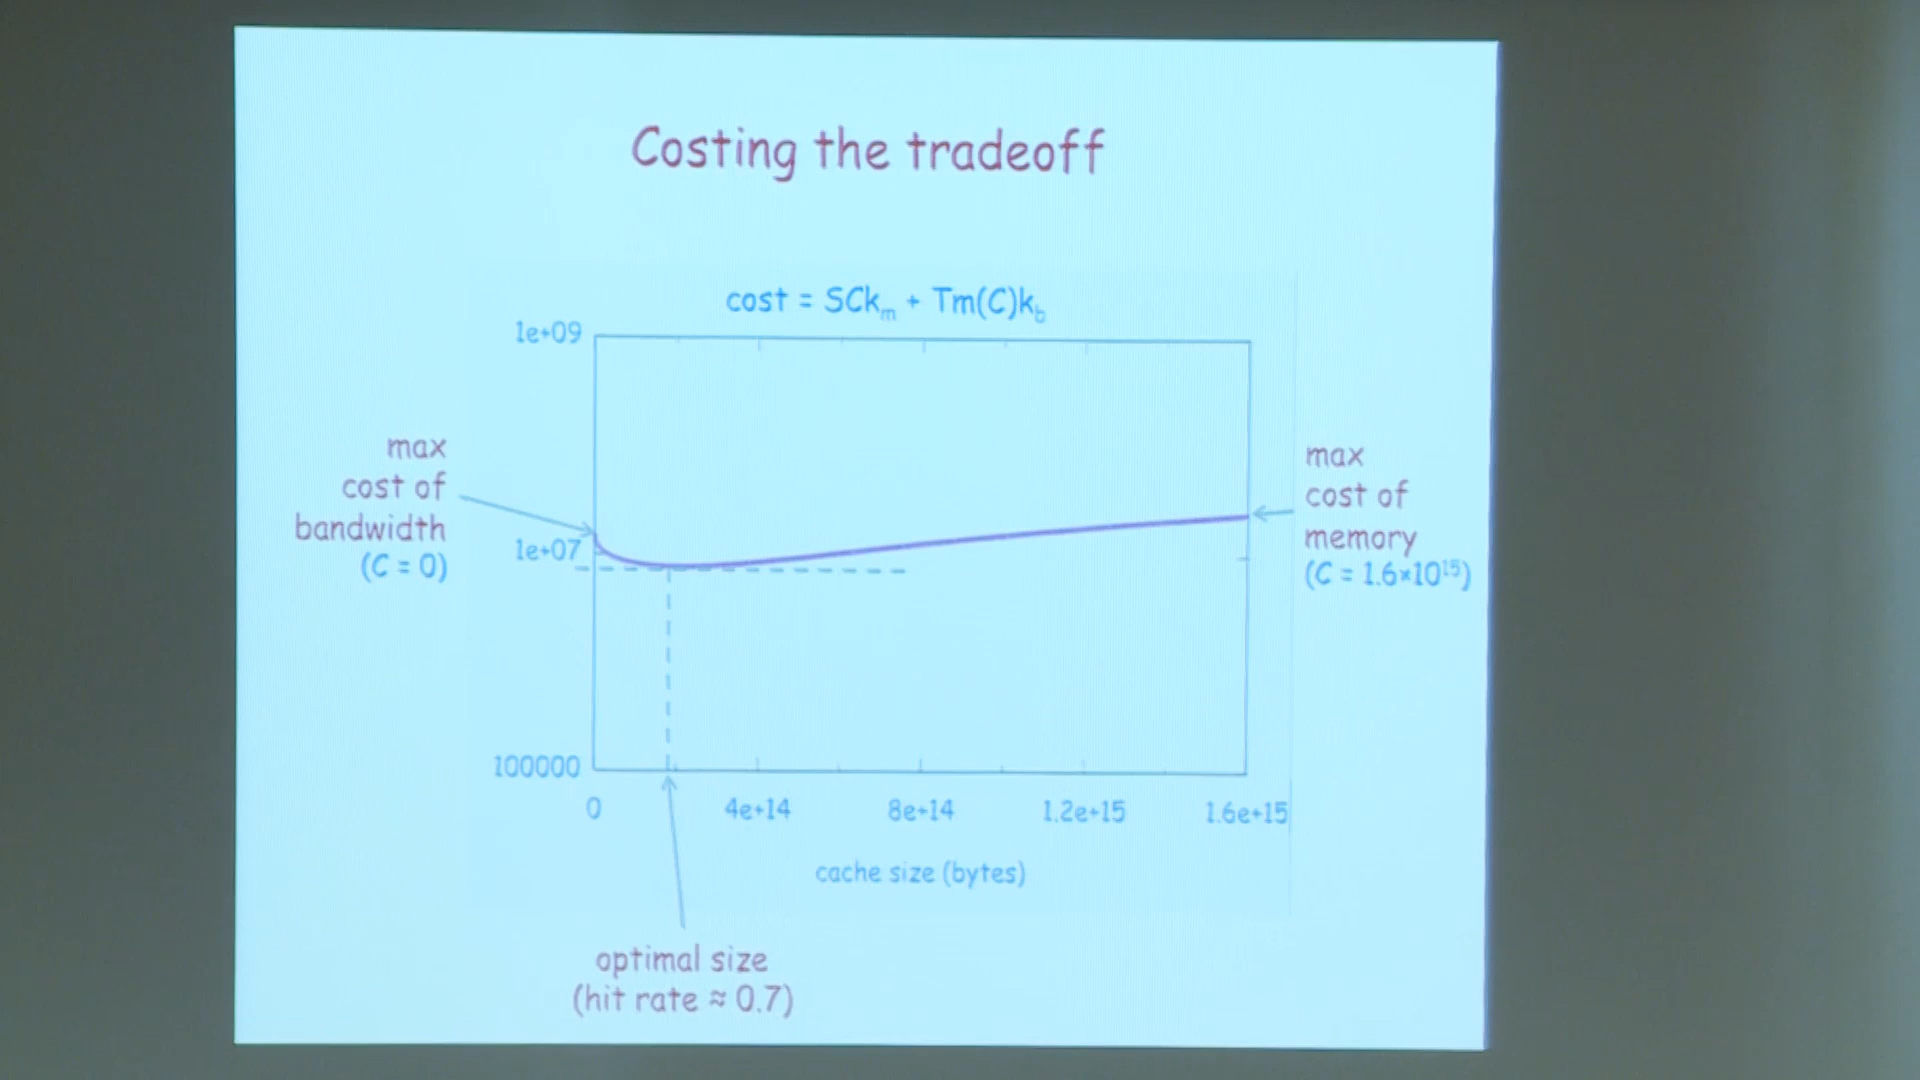 Costing the tradeoff
cost = SCkₘ + Tm(C)k_b
1e+09
max
cost of
bandwidth
(C = 0)
1e+07
100000
max
cost of
memory
(C = 1.6×10¹⁵)
0 4e+14 8e+14 1.2e+15 1.6e+15
cache size (bytes)
optimal size
(hit rate ≈ 0.7)